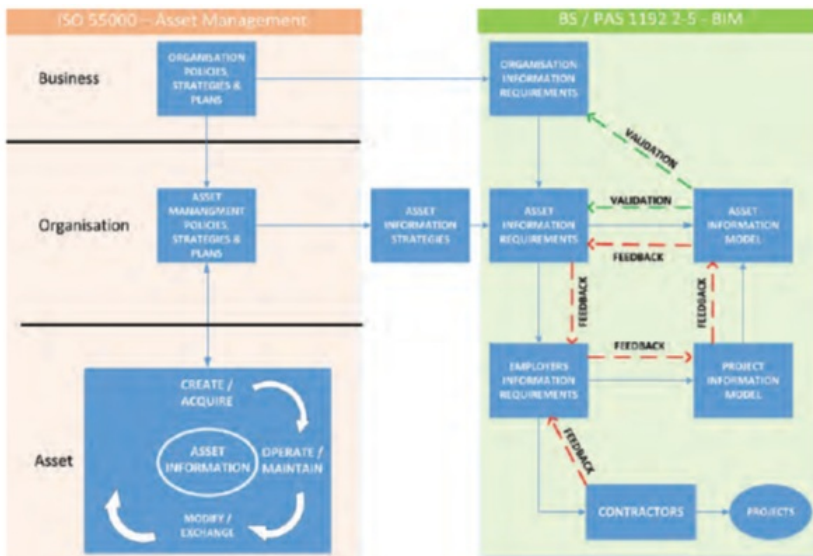 ISO 55000 – Asset Management
BS / PAS 1192 2-5 - BIM
Business
ORGANISATION
POLICIES,
STRATEGIES &
PLANS
ORGANISATION
INFORMATION
REQUIREMENTS
VALIDATION
Organisation
ASSET
MANAGMENT
POLICIES,
STRATEGIES &
PLANS
ASSET
INFORMATION
STRATEGIES
ASSET
INFORMATION
REQUIREMENTS
VALIDATION
FEEDBACK
ASSET
INFORMATION
MODEL
FEEDBACK
FEEDBACK
FEEDBACK
EMPLOYERS
INFORMATION
REQUIREMENTS
PROJECT
INFORMATION
MODEL
Asset
CREATE /
ACQUIRE
ASSET
INFORMATION
OPERATE /
MAINTAIN
MODIFY /
EXCHANGE
FEEDBACK
CONTRACTORS
PROJECTS